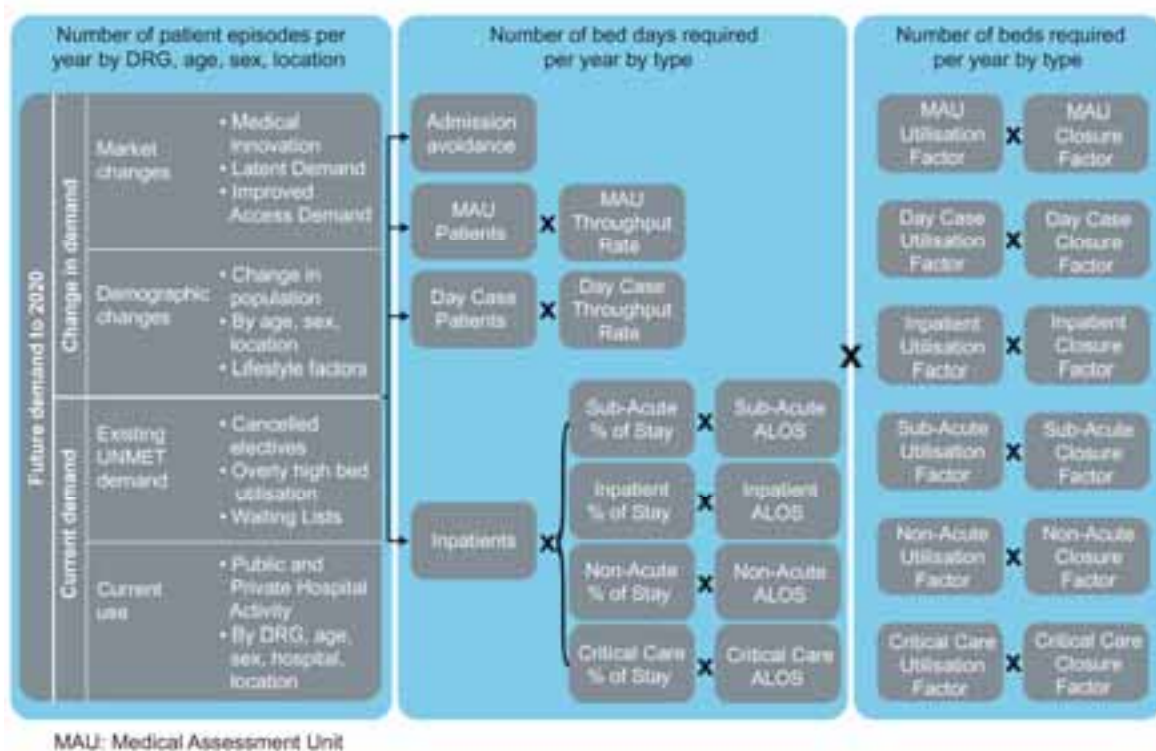 Number of patient episodes per
year by DRG, age, sex, location
Future demand to 2020
Change in demand
Market
changes
• Medical
Innovation
• Latent Demand
• Improved
Access Demand
Demographic
changes
• Change in
population
• By age, sex,
location
• Lifestyle factors
Current demand
Existing
UNMET
demand
• Cancelled
electives
• Overly high bed
utilisation
• Waiting Lists
Current
use
• Public and
Private Hospital
Activity
• By DRG, age,
sex, hospital,
location
Number of bed days required
per year by type
Admission
avoidance
MAU
Patients
X
MAU
Throughput
Rate
Day Case
Patients
X
Day Case
Throughput
Rate
Inpatients
X
Sub-Acute
% of Stay
X
Sub-Acute
ALOS
Inpatient
% of Stay
X
Inpatient
ALOS
Non-Acute
% of Stay
X
Non-Acute
ALOS
Critical Care
% of Stay
X
Critical Care
ALOS
X
Number of beds required
per year by type
MAU
Utilisation
Factor
X
MAU
Closure
Factor
Day Case
Utilisation
Factor
X
Day Case
Closure
Factor
Inpatient
Utilisation
Factor
X
Inpatient
Closure
Factor
Sub-Acute
Utilisation
Factor
X
Sub-Acute
Closure
Factor
Non-Acute
Utilisation
Factor
X
Non-Acute
Closure
Factor
Critical Care
Utilisation
Factor
X
Critical Care
Closure
Factor
MAU: Medical Assessment Unit